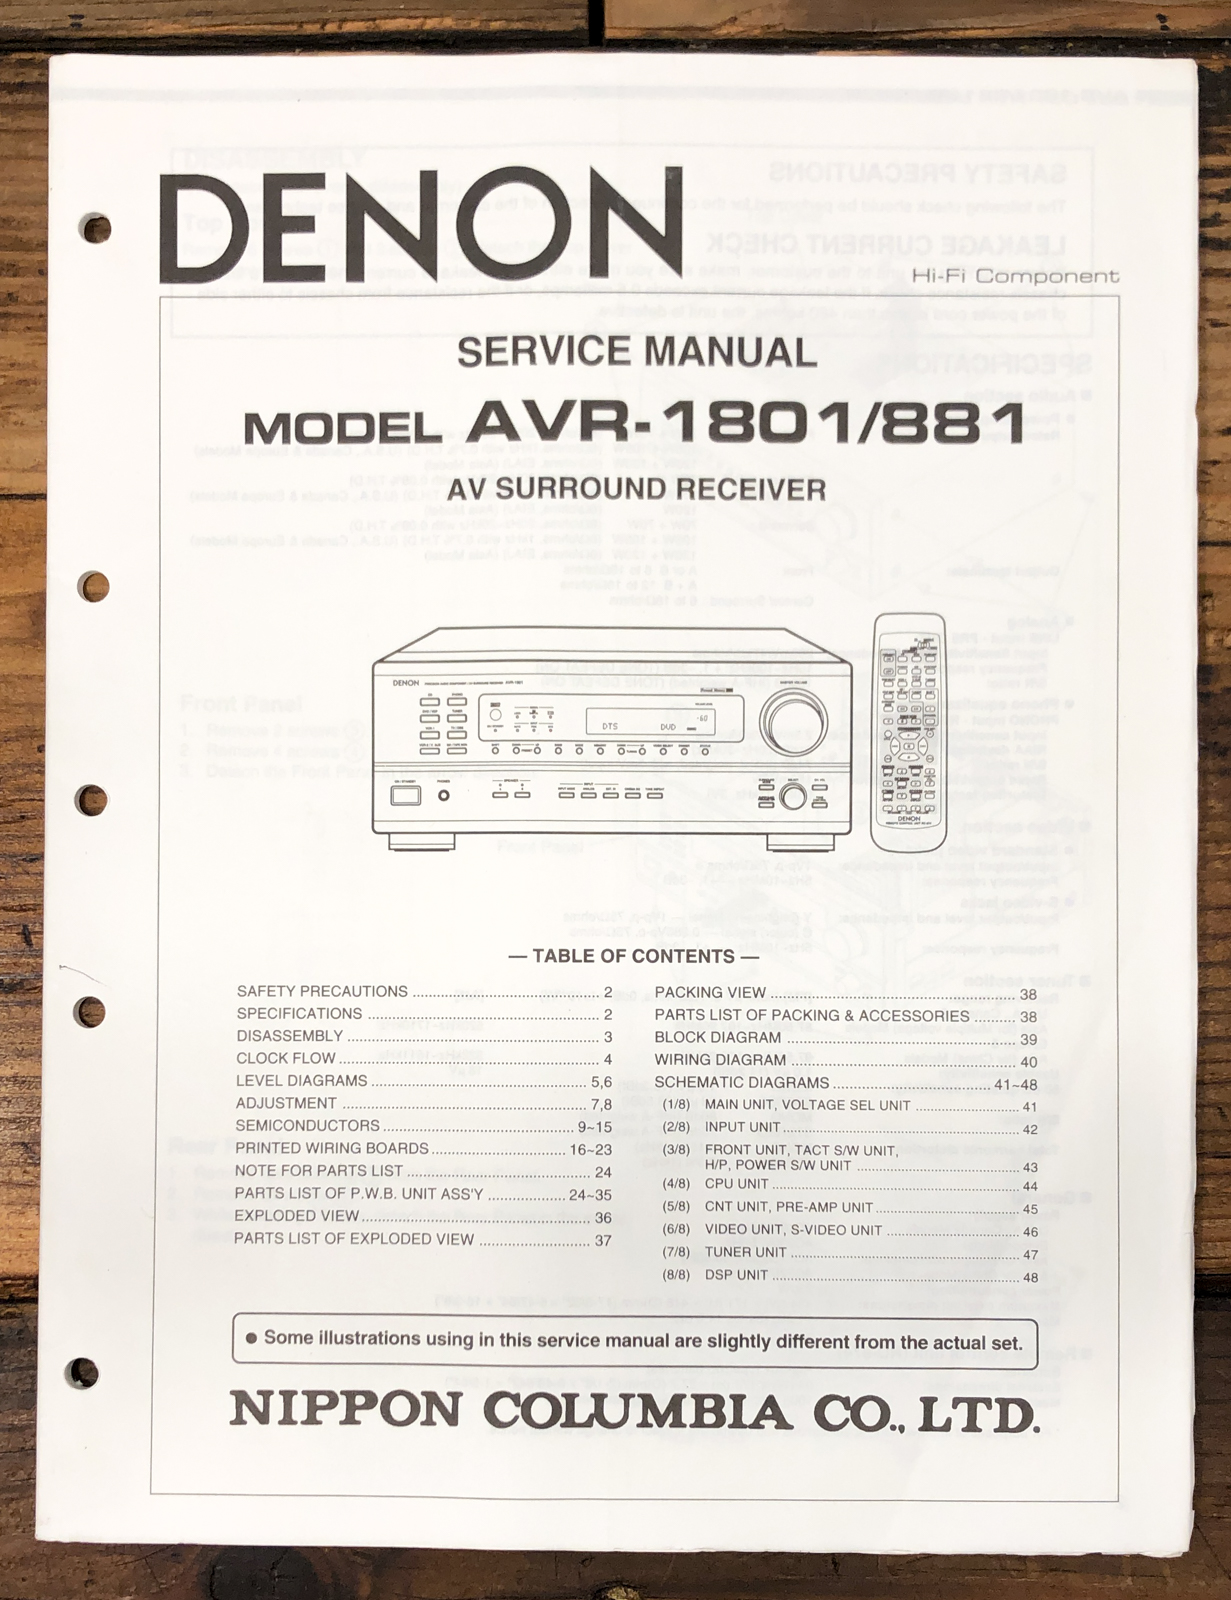 DENON
Hi-Fi Component
SERVICE MANUAL
MODEL AVR-1801/881
AV SURROUND RECEIVER
DENON
DTS DVD -60
DENON
— TABLE OF CONTENTS —
SAFETY PRECAUTIONS ........ 2
SPECIFICATIONS ........ 2
DISASSEMBLY ........ 3
CLOCK FLOW ........ 4
LEVEL DIAGRAMS ........ 5,6
ADJUSTMENT ........ 7,8
SEMICONDUCTORS ........ 9~15
PRINTED WIRING BOARDS ........ 16~23
NOTE FOR PARTS LIST ........ 24
PARTS LIST OF P.W.B. UNIT ASS'Y ........ 24~35
EXPLODED VIEW ........ 36
PARTS LIST OF EXPLODED VIEW ........ 37
PACKING VIEW ........ 38
PARTS LIST OF PACKING & ACCESSORIES ........ 38
BLOCK DIAGRAM ........ 39
WIRING DIAGRAM ........ 40
SCHEMATIC DIAGRAMS ........ 41~48
(1/8) MAIN UNIT, VOLTAGE SEL UNIT ........ 41
(2/8) INPUT UNIT ........ 42
(3/8) FRONT UNIT, TACT S/W UNIT,
H/P, POWER S/W UNIT ........ 43
(4/8) CPU UNIT ........ 44
(5/8) CNT UNIT, PRE-AMP UNIT ........ 45
(6/8) VIDEO UNIT, S-VIDEO UNIT ........ 46
(7/8) TUNER UNIT ........ 47
(8/8) DSP UNIT ........ 48
● Some illustrations using in this service manual are slightly different from the actual set.
NIPPON COLUMBIA CO., LTD.